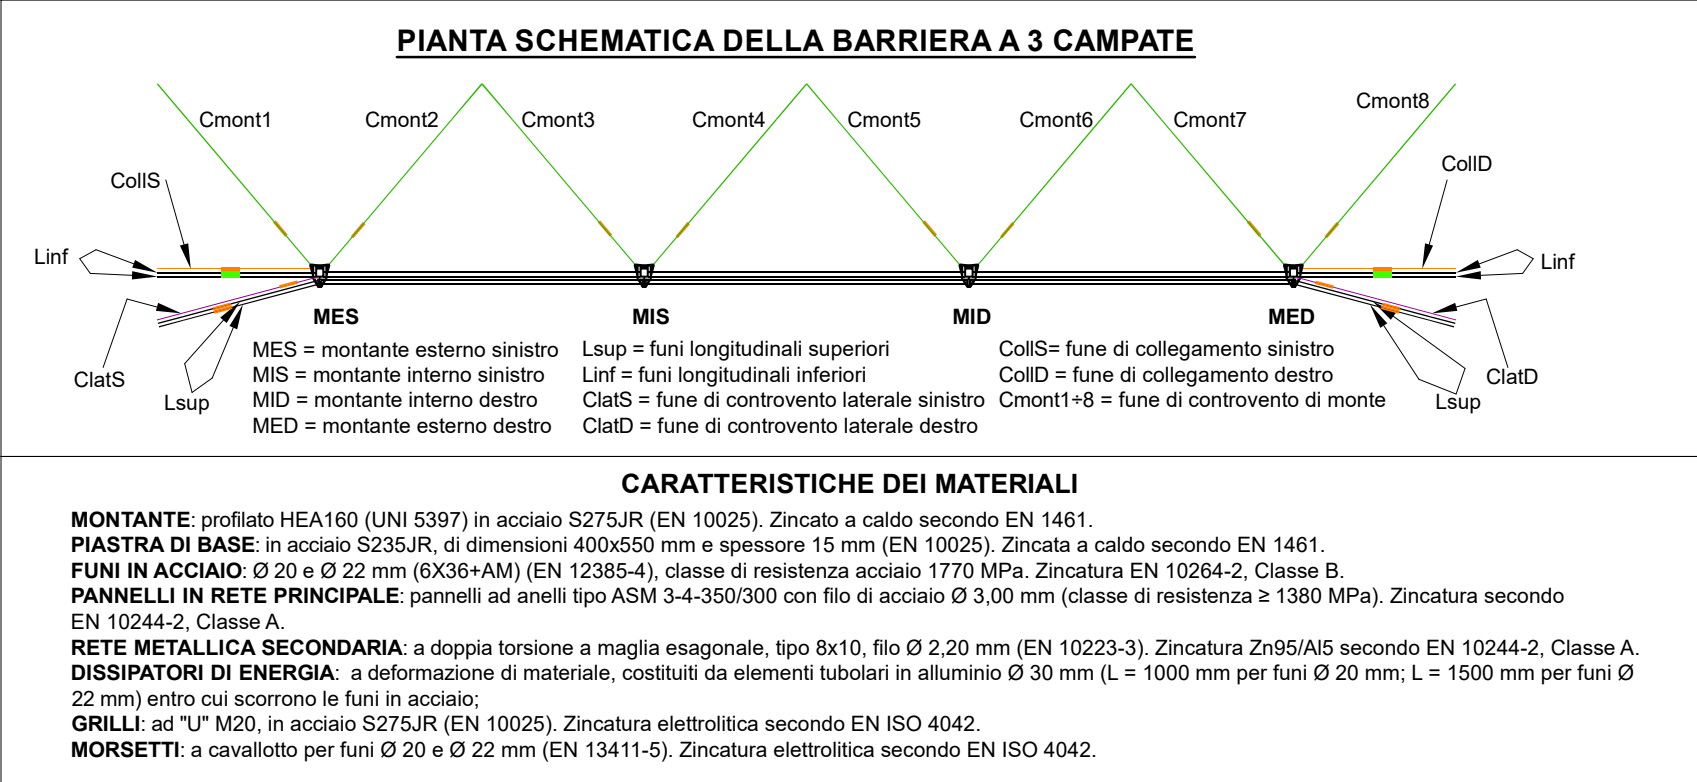 PIANTA SCHEMATICA DELLA BARRIERA A 3 CAMPATE
Cmont1
Cmont2
Cmont3
Cmont4
Cmont5
Cmont6
Cmont7
Cmont8
CollS
CollD
Linf
Linf
MES
MIS
MID
MED
ClatS
Lsup
ClatD
Lsup
MES = montante esterno sinistro
MIS = montante interno sinistro
MID = montante interno destro
MED = montante esterno destro
Lsup = funi longitudinali superiori
Linf = funi longitudinali inferiori
ClatS = fune di controvento laterale sinistro
ClatD = fune di controvento laterale destro
CollS= fune di collegamento sinistro
CollD = fune di collegamento destro
Cmont1÷8 = fune di controvento di monte
CARATTERISTICHE DEI MATERIALI
MONTANTE: profilato HEA160 (UNI 5397) in acciaio S275JR (EN 10025). Zincato a caldo secondo EN 1461.
PIASTRA DI BASE: in acciaio S235JR, di dimensioni 400x550 mm e spessore 15 mm (EN 10025). Zincata a caldo secondo EN 1461.
FUNI IN ACCIAIO: Ø 20 e Ø 22 mm (6X36+AM) (EN 12385-4), classe di resistenza acciaio 1770 MPa. Zincatura EN 10264-2, Classe B.
PANNELLI IN RETE PRINCIPALE: pannelli ad anelli tipo ASM 3-4-350/300 con filo di acciaio Ø 3,00 mm (classe di resistenza ≥ 1380 MPa). Zincatura secondo
EN 10244-2, Classe A.
RETE METALLICA SECONDARIA: a doppia torsione a maglia esagonale, tipo 8x10, filo Ø 2,20 mm (EN 10223-3). Zincatura Zn95/Al5 secondo EN 10244-2, Classe A.
DISSIPATORI DI ENERGIA: a deformazione di materiale, costituiti da elementi tubolari in alluminio Ø 30 mm (L = 1000 mm per funi Ø 20 mm; L = 1500 mm per funi Ø
22 mm) entro cui scorrono le funi in acciaio;
GRILLI: ad "U" M20, in acciaio S275JR (EN 10025). Zincatura elettrolitica secondo EN ISO 4042.
MORSETTI: a cavallotto per funi Ø 20 e Ø 22 mm (EN 13411-5). Zincatura elettrolitica secondo EN ISO 4042.